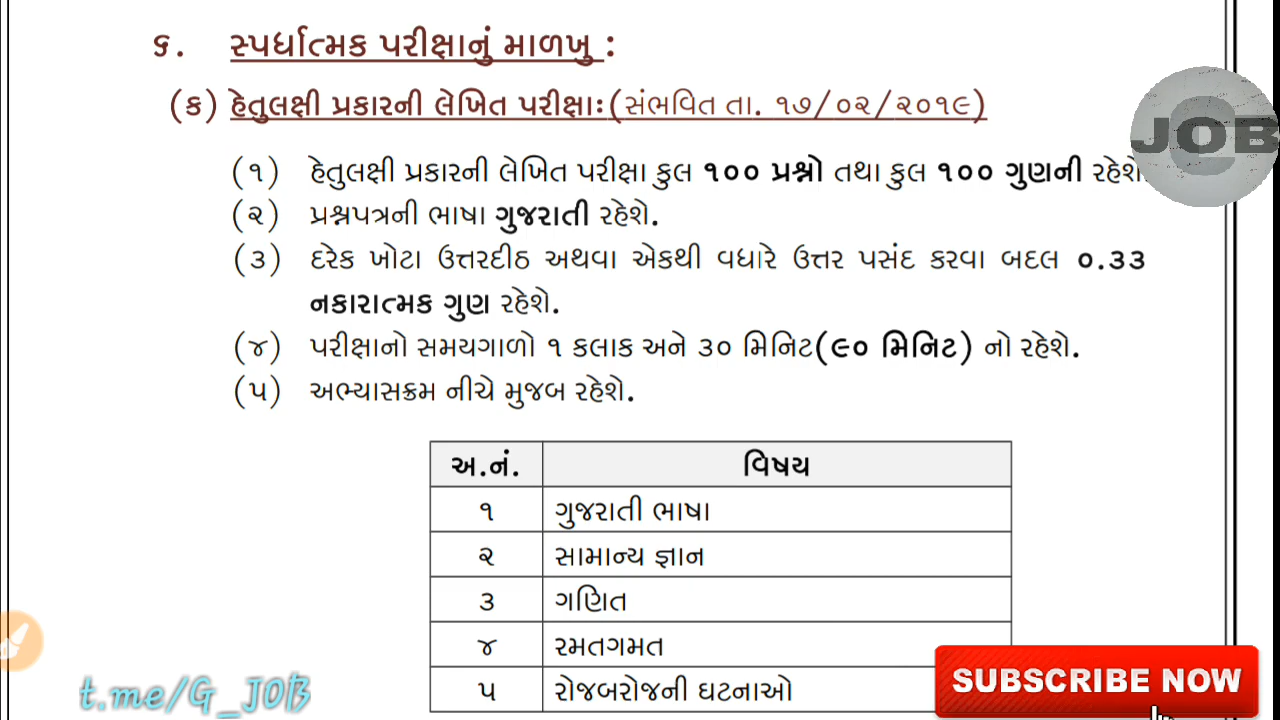 ૬. સ્પર્ધાત્મક પરીક્ષાનું માળખુ :
(ક) હેતુલક્ષી પ્રકારની લેખિત પરીક્ષાઃ(સંભવિત તા. ૧૭/૦૨/૨૦૧૯)
(૧) હેતુલક્ષી પ્રકારની લેખિત પરીક્ષા કુલ ૧૦૦ પ્રશ્નો તથા કુલ ૧૦૦ ગુણની રહેશે.
(૨) પ્રશ્નપત્રની ભાષા ગુજરાતી રહેશે.
(૩) દરેક ખોટા ઉત્તરદીઠ અથવા એકથી વધારે ઉત્તર પસંદ કરવા બદલ ૦.૩૩
નકારાત્મક ગુણ રહેશે.
(૪) પરીક્ષાનો સમયગાળો ૧ કલાક અને ૩૦ મિનિટ(૯૦ મિનિટ) નો રહેશે.
(૫) અભ્યાસક્રમ નીચે મુજબ રહેશે.
અ.નં. વિષય
૧ ગુજરાતી ભાષા
૨ સામાન્ય જ્ઞાન
૩ ગણિત
૪ રમતગમત
૫ રોજબરોજની ઘટનાઓ
JOB
t.me/G_JOB
SUBSCRIBE NOW